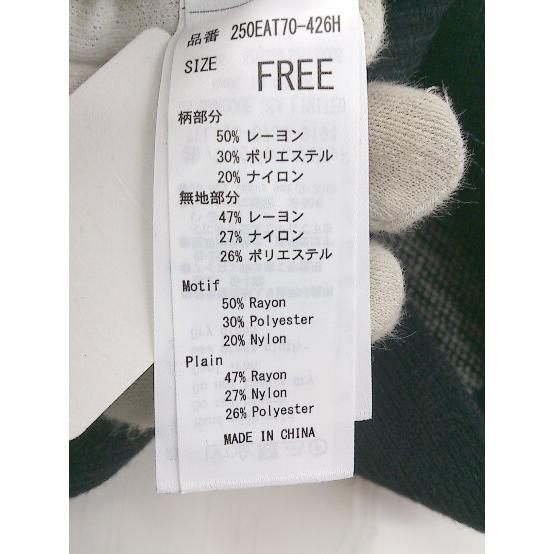 品番 250EAT70-426H
SIZE FREE
柄部分
50% レーヨン
30% ポリエステル
20% ナイロン
無地部分
47% レーヨン
27% ナイロン
26% ポリエステル
Motif
50% Rayon
30% Polyester
20% Nylon
Plain
47% Rayon
27% Nylon
26% Polyester
MADE IN CHINA